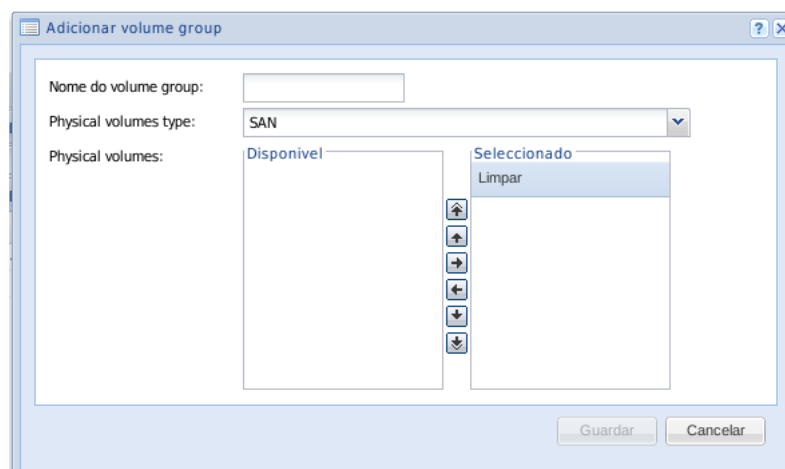 Adicionar volume group
Nome do volume group:
Physical volumes type: SAN
Physical volumes: Disponivel Seleccionado
Limpar
Guardar Cancelar